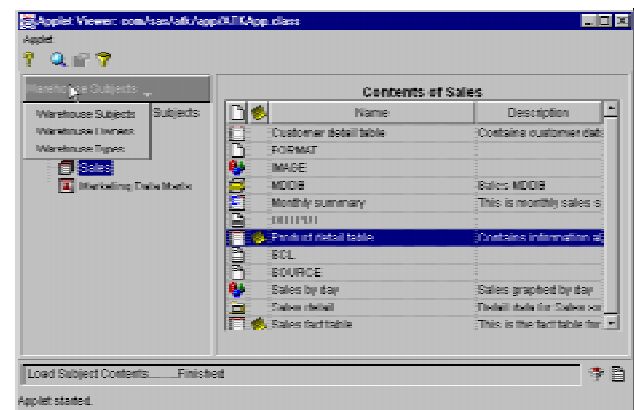 Applet Viewer: com/sas/atk/app/ATKApp.class
Applet
Warehouse Subjects
Warehouse Subjects
Subjects
Warehouse Owners
Warehouse Types
Sales
Marketing Data Marts
Contents of Sales
Name Description
Customer detail table Contains customer
FORMAT
IMAGE
MDDB Sales MDDB
Monthly summary This is monthly sales s
OUTPUT
Product detail table Contains information
SCL
SOURCE
Sales by day Sales graphed by day
Sales detail Detail data for Sales
Sales fact table This is the fact table for
Load Subject Contents........Finished
Applet started.